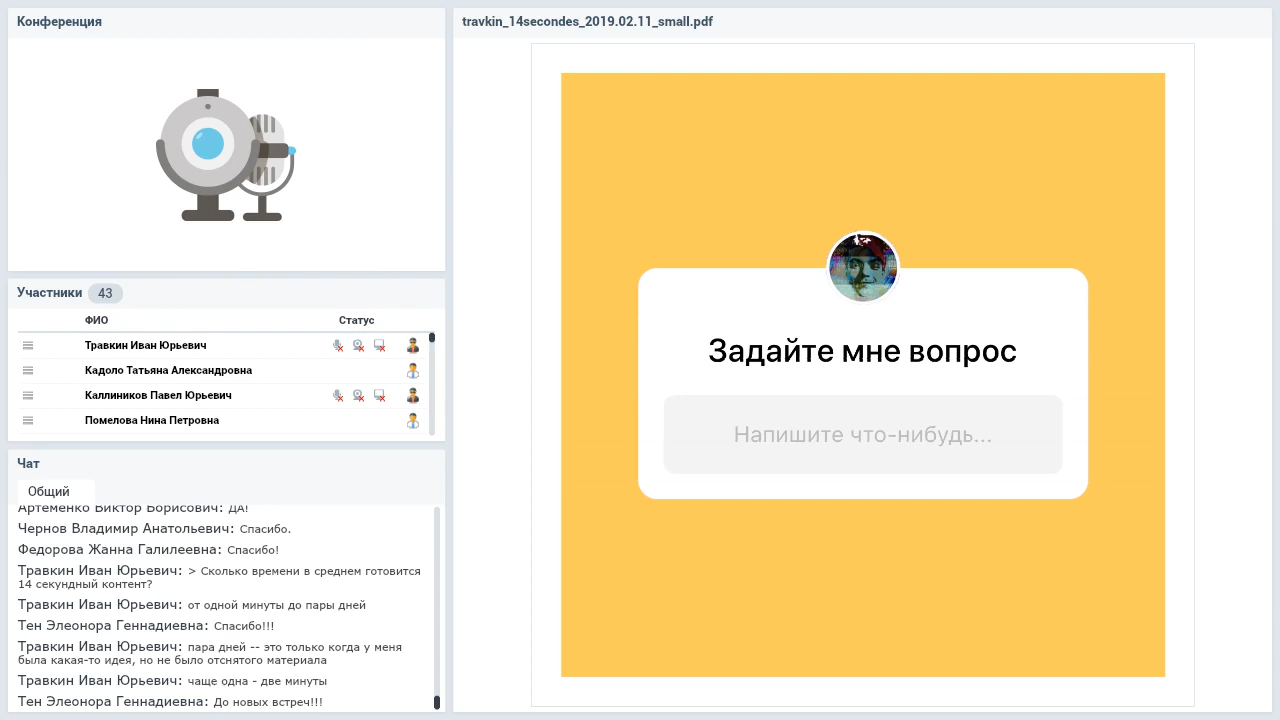 Конференция
Участники 43
ФИО Статус
Травкин Иван Юрьевич
Кадоло Татьяна Александровна
Каллиников Павел Юрьевич
Помелова Нина Петровна
Чат
Общий
Артеменко Виктор Борисович: ДА!
Чернов Владимир Анатольевич: Спасибо.
Федорова Жанна Галилеевна: Спасибо!
Травкин Иван Юрьевич: > Сколько времени в среднем готовится
14 секундный контент?
Травкин Иван Юрьевич: от одной минуты до пары дней
Тен Элеонора Геннадиевна: Спасибо!!!
Травкин Иван Юрьевич: пара дней -- это только когда у меня
была какая-то идея, но не было отснятого материала
Травкин Иван Юрьевич: чаще одна - две минуты
Тен Элеонора Геннадиевна: До новых встреч!!!
travkin_14secondes_2019.02.11_small.pdf
Задайте мне вопрос
Напишите что-нибудь...